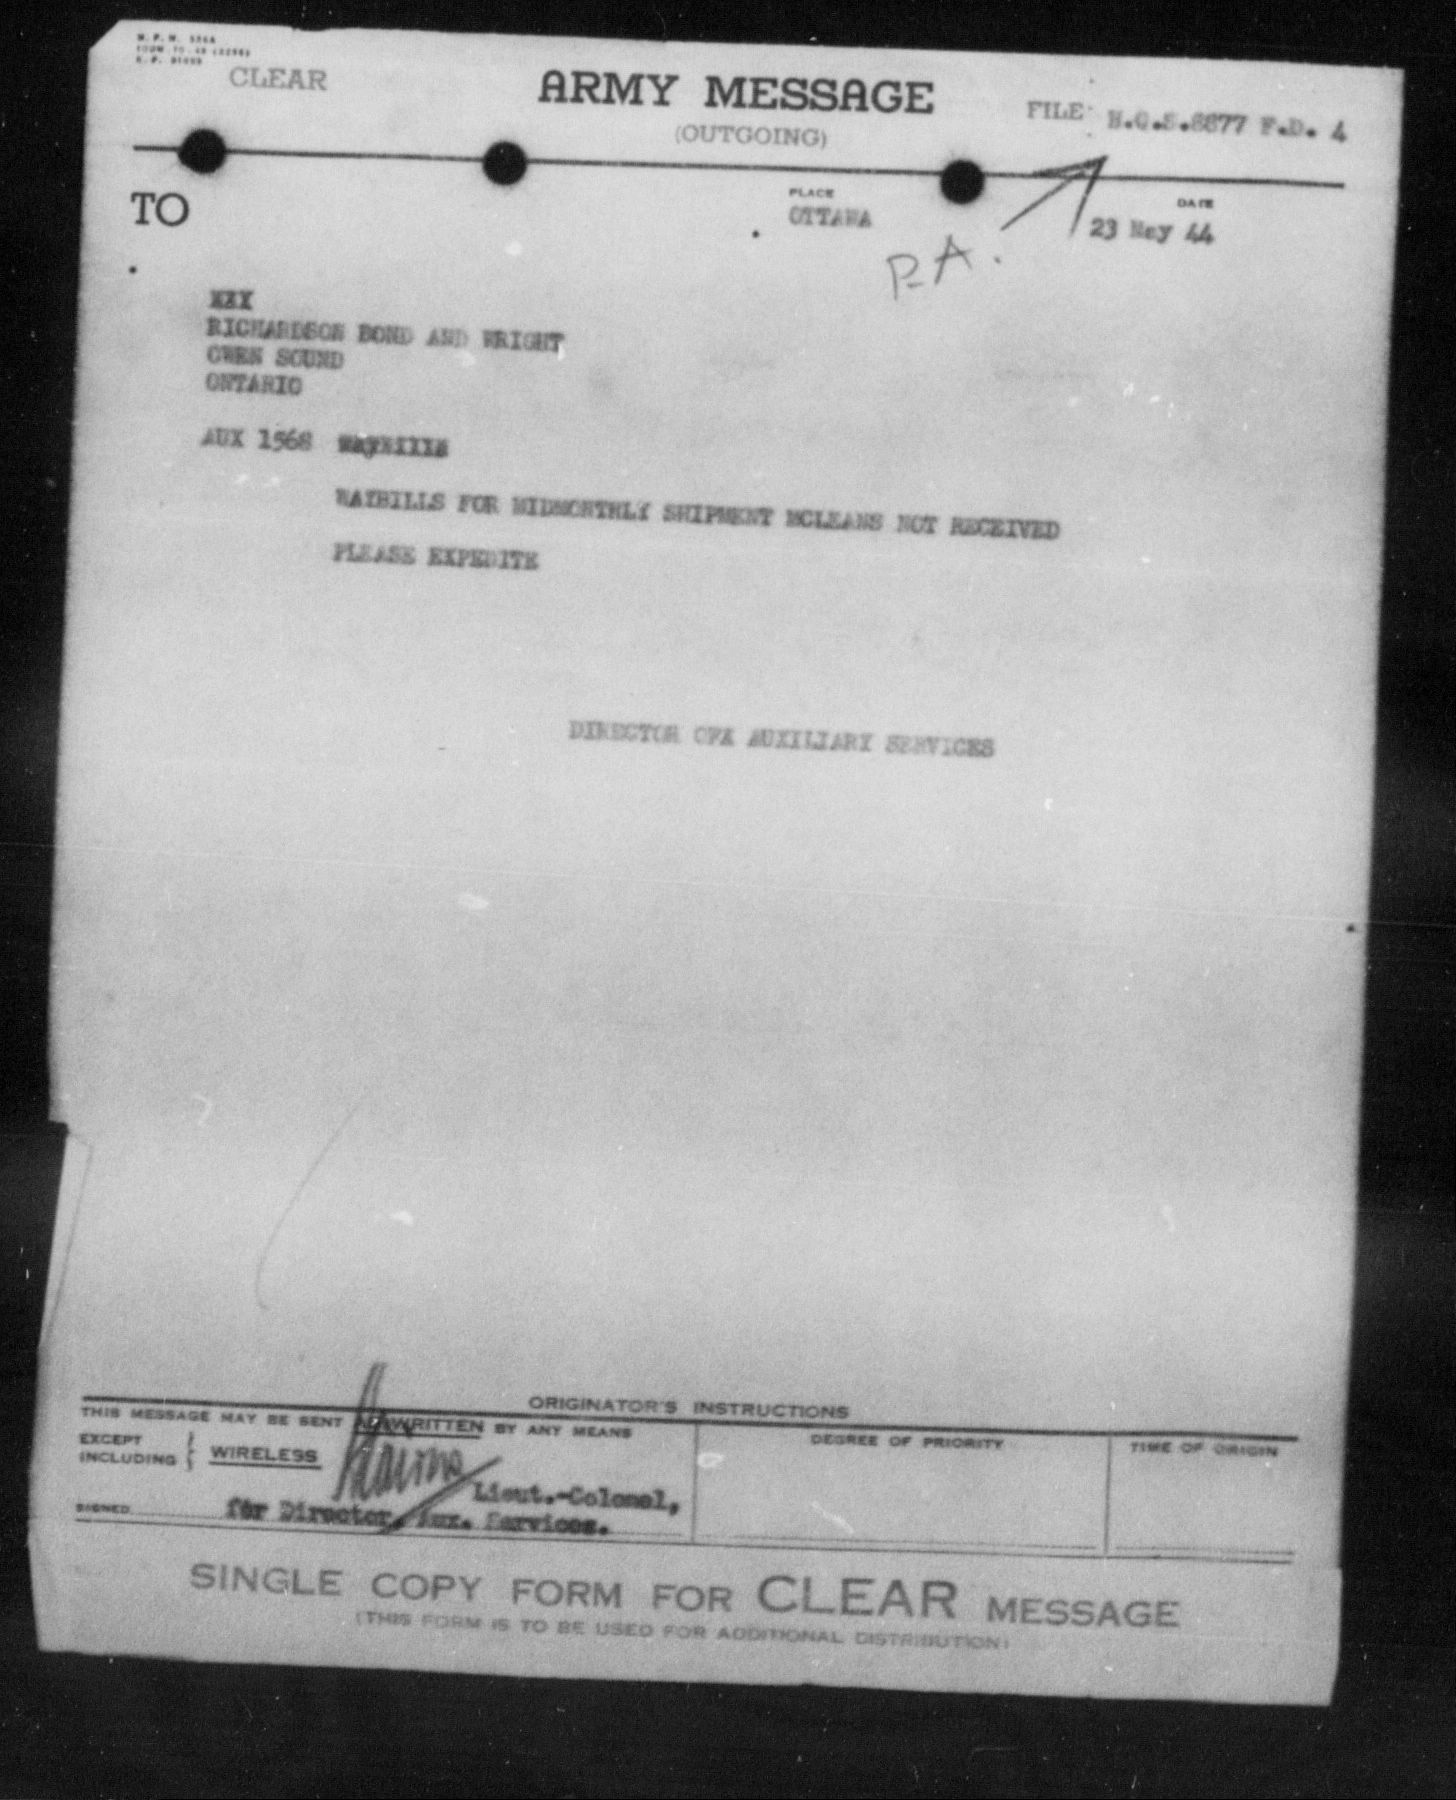 CLEAR
ARMY MESSAGE
(OUTGOING)
FILE H.Q.S.8877 F.D. 4
TO
PLACE
OTTAWA
DATE
23 May 44
P.A.
RICHARDSON BOND AND WRIGHT
OWEN SOUND
ONTARIO
AUX 1568
WAYBILLS FOR MIDMONTHLY SHIPMENT MCLEANS NOT RECEIVED
PLEASE EXPEDITE
DIRECTOR OFX AUXILIARY SERVICES
ORIGINATOR'S INSTRUCTIONS
THIS MESSAGE MAY BE SENT AS WRITTEN BY ANY MEANS
EXCEPT
INCLUDING } WIRELESS
DEGREE OF PRIORITY
TIME OF ORIGIN
Lieut.-Colonel,
SIGNED for Director, Aux. Services.
SINGLE COPY FORM FOR CLEAR MESSAGE
(THIS FORM IS TO BE USED FOR ADDITIONAL DISTRIBUTION)